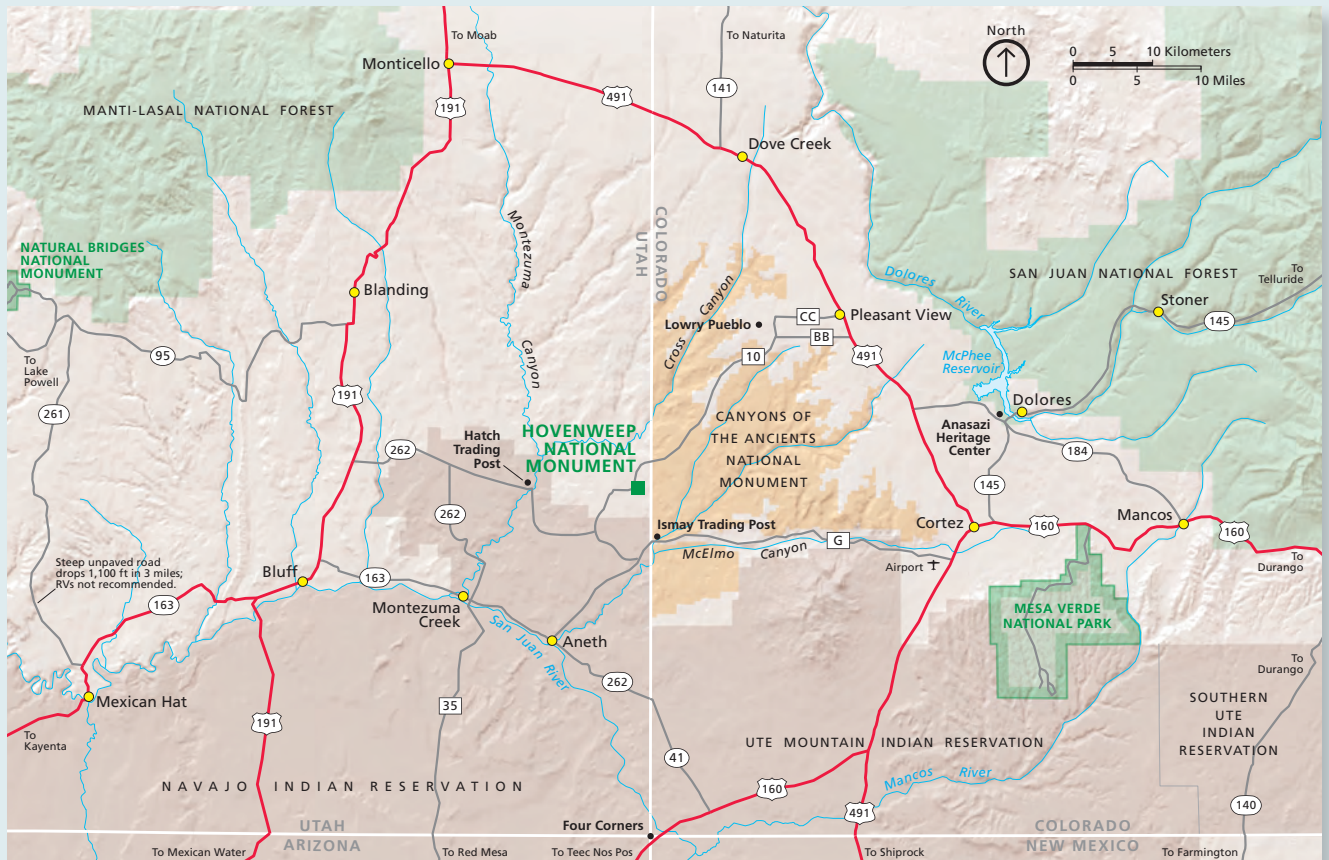 To Moab
To Naturita
North
0 5 10 Kilometers
0 5 10 Miles
Monticello
191
491
141
MANTI-LASAL NATIONAL FOREST
Dove Creek
Montezuma
Canyon
COLORADO
UTAH
NATURAL BRIDGES
NATIONAL
MONUMENT
Blanding
Dolores
River
SAN JUAN NATIONAL FOREST
To
Telluride
Stoner
145
Cross Canyon
Lowry Pueblo
CC
BB
10
Pleasant View
491
McPhee
Reservoir
To
Lake
Powell
95
261
191
Dolores
Anasazi
Heritage
Center
184
145
CANYONS OF
THE ANCIENTS
NATIONAL
MONUMENT
Hatch
Trading
Post
HOVENWEEP
NATIONAL
MONUMENT
262
262
Ismay Trading Post
McElmo Canyon
G
Cortez
160
Mancos
160
To
Durango
Airport
Steep unpaved road
drops 1,100 ft in 3 miles;
RVs not recommended.
163
Bluff
163
Montezuma
Creek
San Juan River
Aneth
262
MESA VERDE
NATIONAL PARK
To
Durango
Mexican Hat
To
Kayenta
191
35
41
SOUTHERN
UTE
INDIAN
RESERVATION
UTE MOUNTAIN INDIAN RESERVATION
Mancos River
NAVAJO INDIAN RESERVATION
160
491
140
Four Corners
UTAH
ARIZONA
COLORADO
NEW MEXICO
To Mexican Water
To Red Mesa
To Teec Nos Pos
To Shiprock
To Farmington